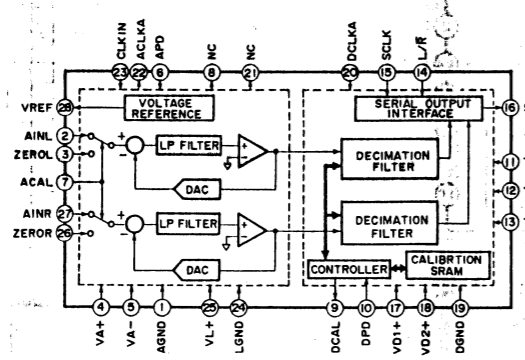 CLKIN
ACLKA
APD
NC
NC
DCLKA
SCLK
L/R̅
23
22
6
8
21
20
15
14
VREF
28
VOLTAGE
REFERENCE
SERIAL OUTPUT
INTERFACE
16
AINL
2
+
−
LP FILTER
+
−
DECIMATION
FILTER
ZEROL
3
11
ACAL
7
DAC
12
AINR
27
+
−
LP FILTER
+
−
DECIMATION
FILTER
13
ZEROR
26
DAC
CONTROLLER
CALIBRTION
SRAM
4
5
1
25
24
9
10
17
18
19
VA+
VA-
AGND
VL+
LGND
DCAL
DPD
VD1+
VD2+
DGND